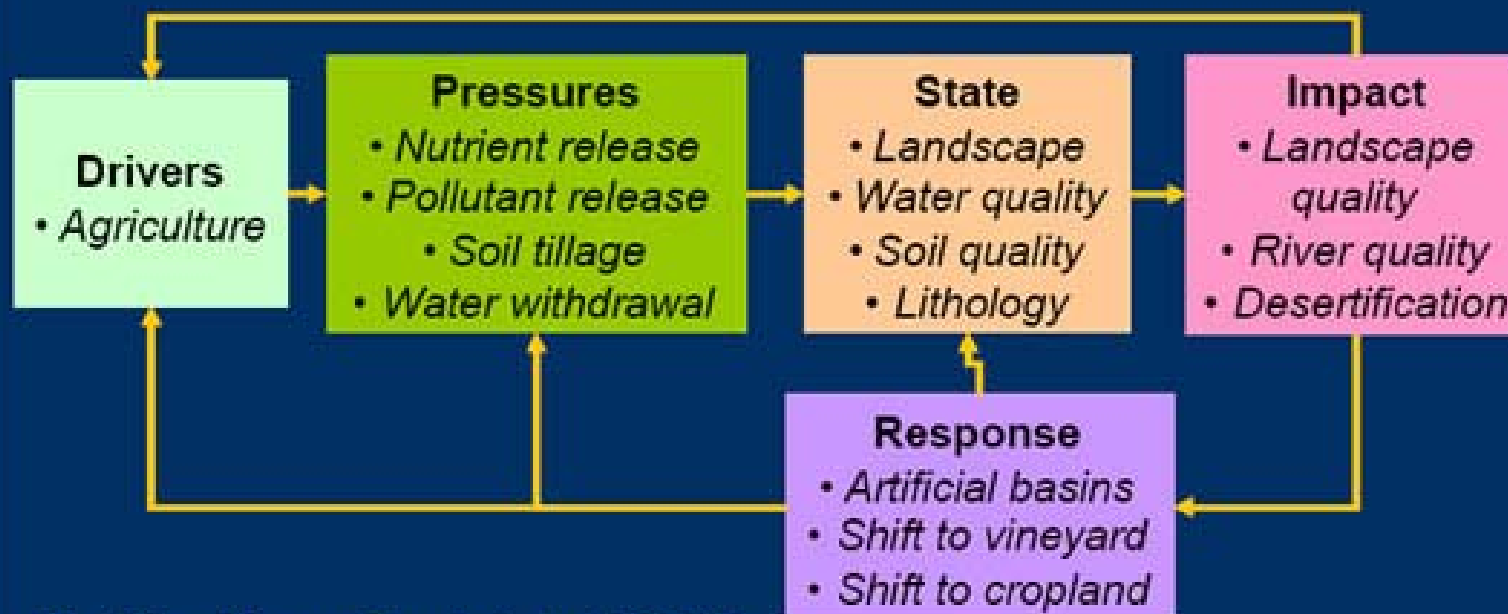 Drivers
• Agriculture
Pressures
• Nutrient release
• Pollutant release
• Soil tillage
• Water withdrawal
State
• Landscape
• Water quality
• Soil quality
• Lithology
Impact
• Landscape
quality
• River quality
• Desertification
Response
• Artificial basins
• Shift to vineyard
• Shift to cropland